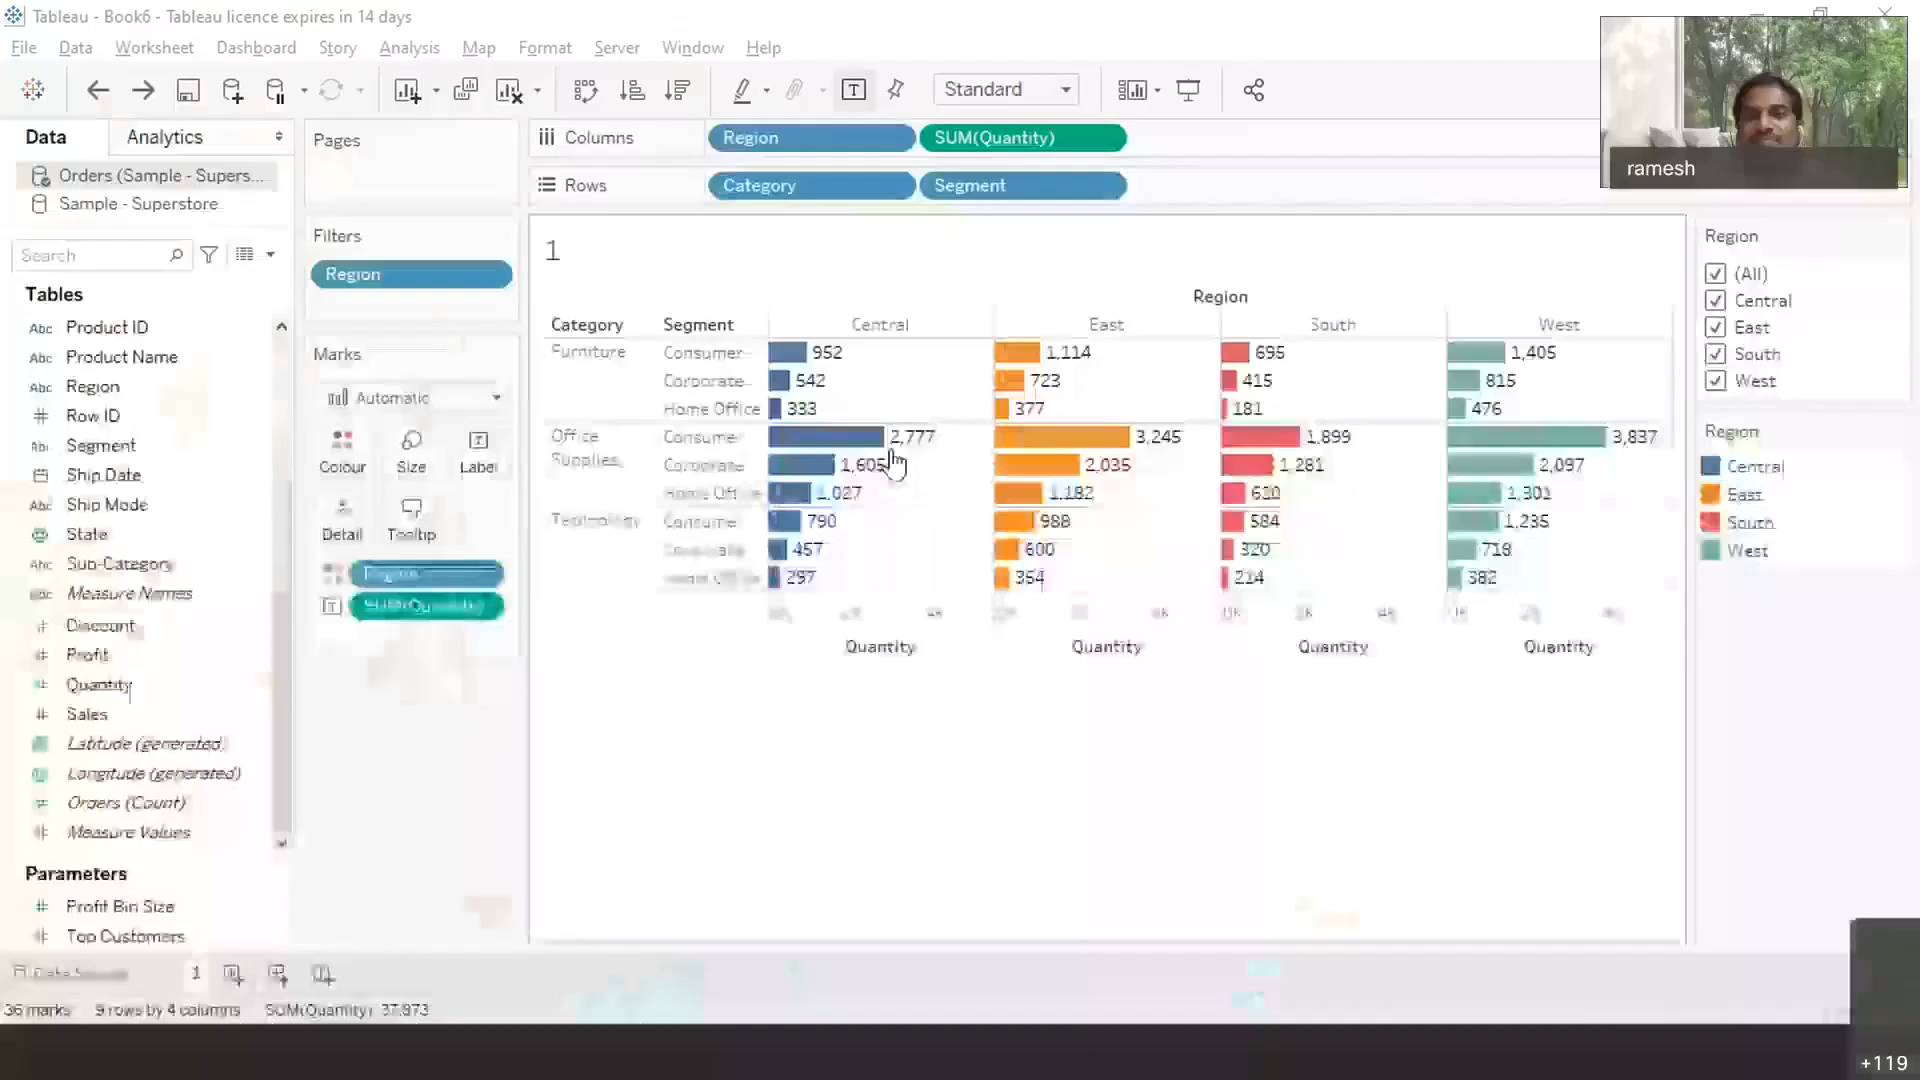 Tableau - Book6 - Tableau licence expires in 14 days
File Data Worksheet Dashboard Story Analysis Map Format Server Window Help
Standard
ramesh
Data Analytics
Pages
Columns Region SUM(Quantity)
Orders (Sample - Supers...
Rows Category Segment
Sample - Superstore
Search
Filters
Region
Tables
Product ID
Product Name
Region
Row ID
Segment
Ship Date
Ship Mode
State
Sub-Category
Measure Names
Discount
Profit
Quantity
Sales
Latitude (generated)
Longitude (generated)
Orders (Count)
Measure Values
Parameters
Profit Bin Size
Top Customers
Marks
Automatic
Colour Size Label
Detail Tooltip
Region
SUM(Quantity)
1
Region
Category Segment Central East South West
Furniture Consumer 952 1,114 695 1,405
Corporate 542 723 415 815
Home Office 333 377 181 476
Office Supplies Consumer 2,777 3,245 1,899 3,837
Corporate 1,605 2,035 1,281 2,097
Home Office 1,027 1,182 1,301
Technology Consumer 790 988 584 1,235
457 600 320 718
297 354 214 382
Quantity Quantity Quantity Quantity
Region
(All)
Central
East
South
West
Region
Central
East
South
West
1
36 marks 9 rows by 4 columns SUM(Quantity): 37,873
+119